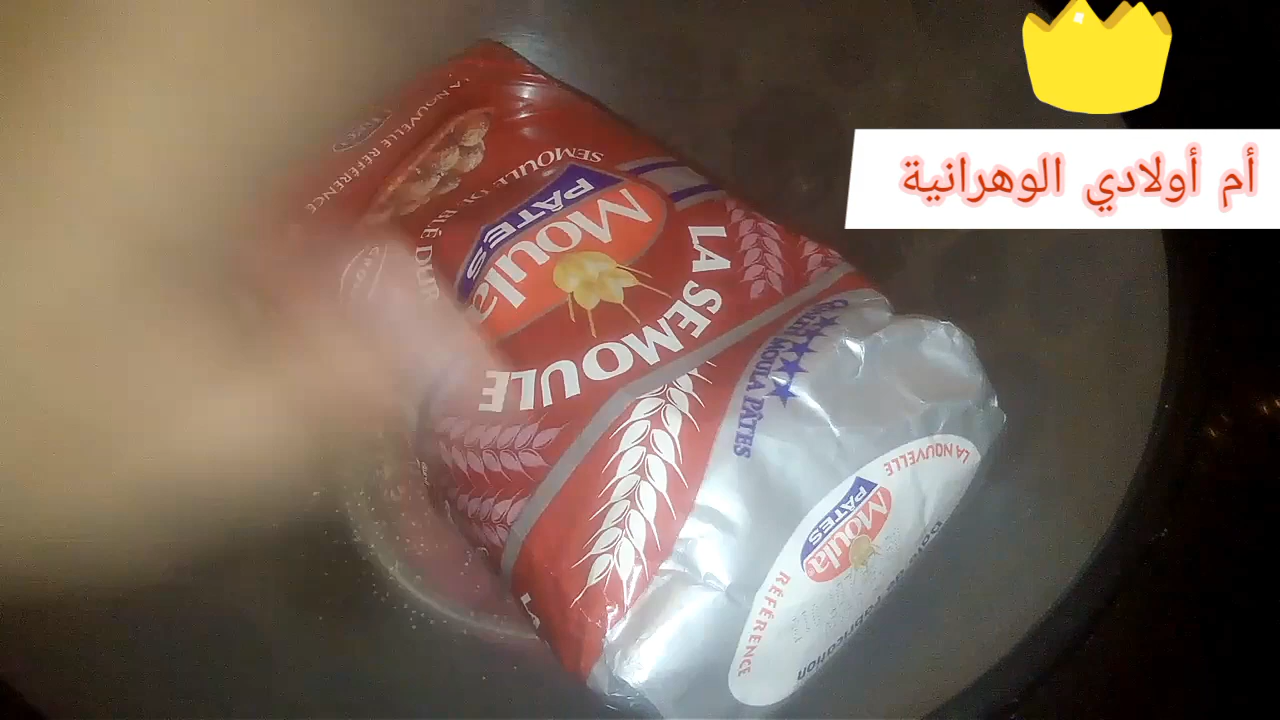 أم أولادي الوهرانية
LA NOUVELLE RÉFÉRENCE
SEMOULE DE BLÉ DUR
Moula
PÂTES
LA SEMOULE
QUALITÉ MOULA PÂTES
LA NOUVELLE
Moula
PÂTES
RÉFÉRENCE